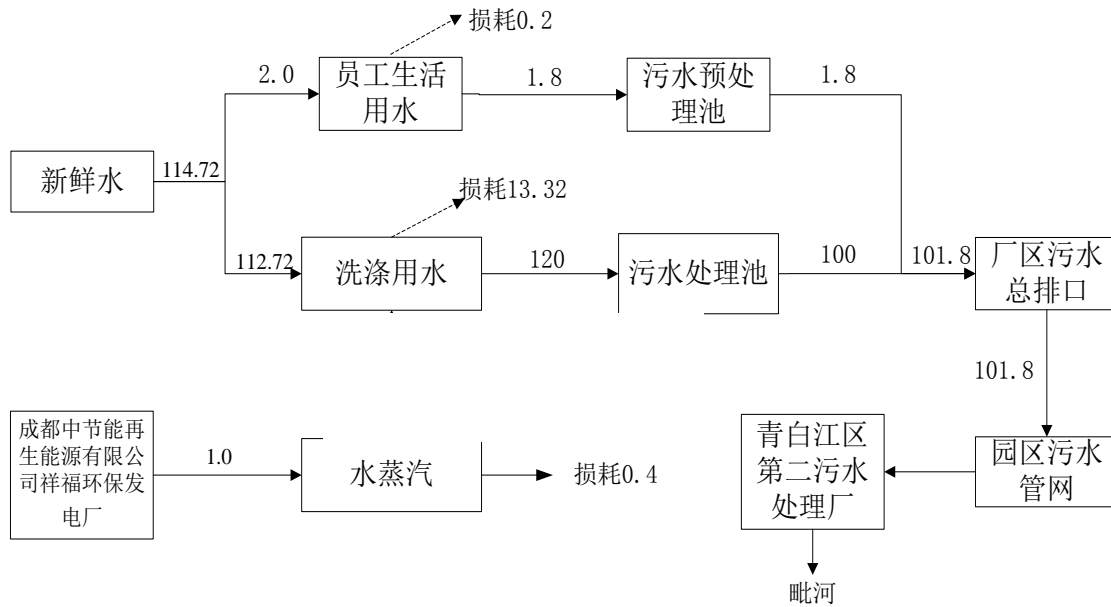 损耗0.2
2.0
员工生活
用水
1.8
污水预处
理池
1.8
新鲜水
114.72
损耗13.32
112.72
洗涤用水
120
污水处理池
100
101.8
厂区污水
总排口
101.8
成都中节能再
生能源有限公
司祥福环保发
电厂
1.0
水蒸汽
损耗0.4
青白江区
第二污水
处理厂
园区污水
管网
毗河